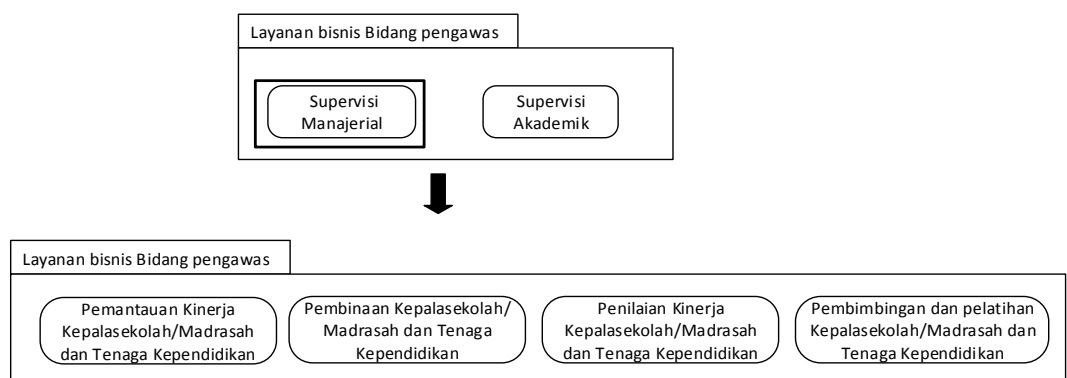 Layanan bisnis Bidang pengawas
Supervisi
Manajerial
Supervisi
Akademik
Layanan bisnis Bidang pengawas
Pemantauan Kinerja
Kepalasekolah/Madrasah
dan Tenaga Kependidikan
Pembinaan Kepalasekolah/
Madrasah dan Tenaga
Kependidikan
Penilaian Kinerja
Kepalasekolah/Madrasah
dan Tenaga Kependidikan
Pembimbingan dan pelatihan
Kepalasekolah/Madrasah dan
Tenaga Kependidikan